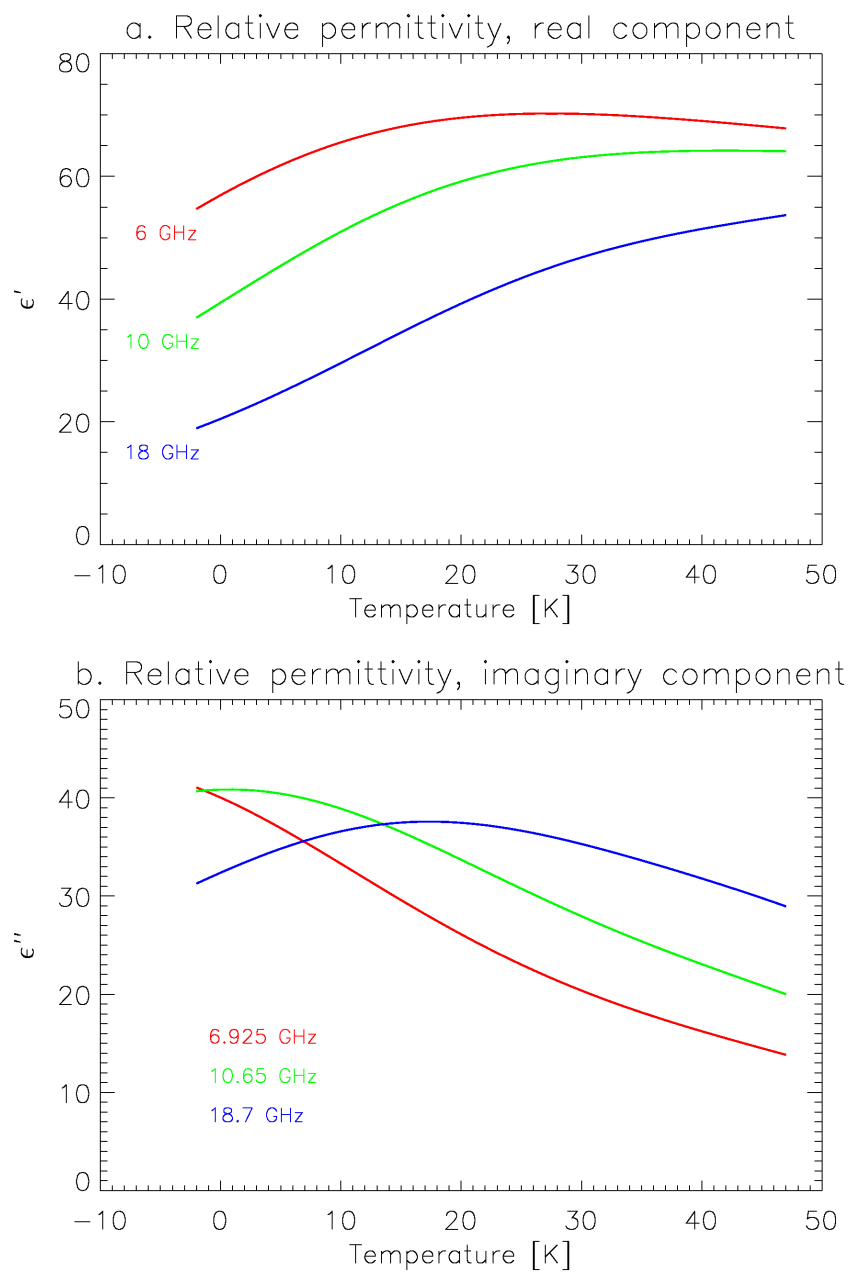 a. Relative permittivity, real component
80
60
40
20
0
ϵ'
6 GHz
10 GHz
18 GHz
−10 0 10 20 30 40 50
Temperature [K]
b. Relative permittivity, imaginary component
50
40
30
20
10
0
ϵ''
6.925 GHz
10.65 GHz
18.7 GHz
−10 0 10 20 30 40 50
Temperature [K]